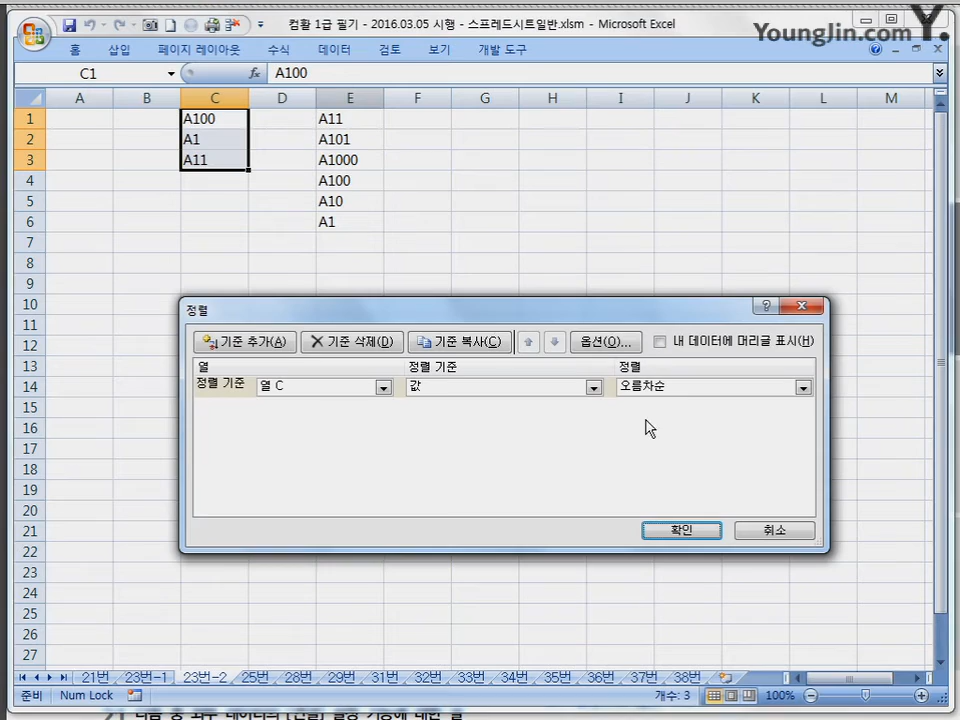 컴활 1급 필기 - 2016.03.05 시행 - 스프레드시트일반.xlsm - Microsoft Excel
YoungJin.com Y.
홈 삽입 페이지 레이아웃 수식 데이터 검토 보기 개발 도구
C1 fx A100
A B C D E F G H I J K L M
1 A100 A11
2 A1 A101
3 A11 A1000
4 A100
5 A10
6 A1
7
8
9
10
11
12
13
14
15
16
17
18
19
20
21
22
23
24
25
26
27
정렬
기준 추가(A) 기준 삭제(D) 기준 복사(C) 옵션(O)... 내 데이터에 머리글 표시(H)
열 정렬 기준 정렬
정렬 기준 열 C 값 오름차순
확인 취소
21번 23번-1 23번-2 25번 28번 29번 31번 32번 33번 34번 35번 36번 37번 38번
준비 Num Lock 개수: 3 100%